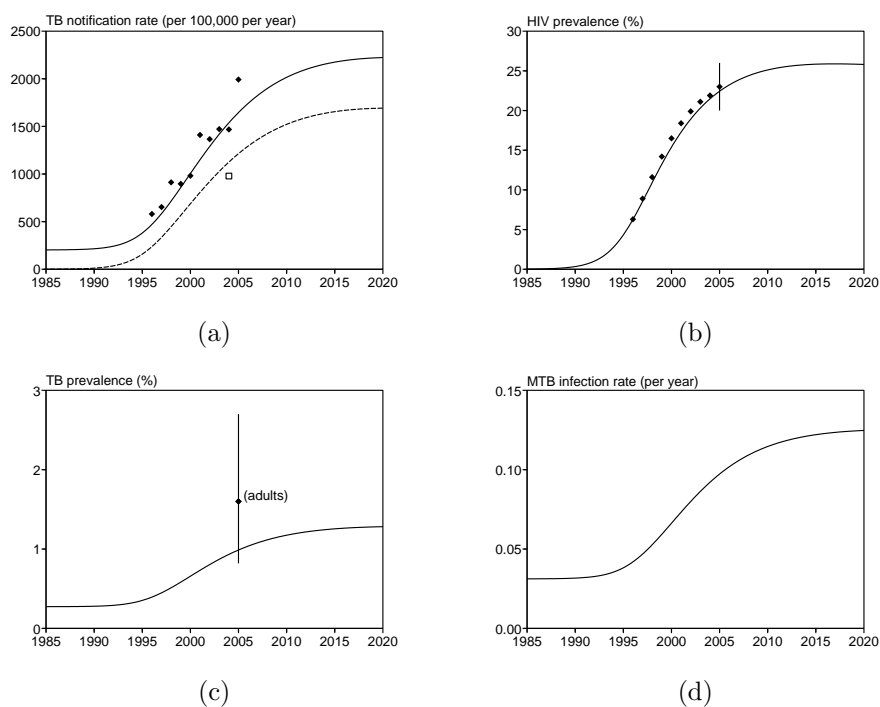 TB notification rate (per 100,000 per year)
2500
2000
1500
1000
500
0
1985 1990 1995 2000 2005 2010 2015 2020
(a)
HIV prevalence (%)
30
25
20
15
10
5
0
1985 1990 1995 2000 2005 2010 2015 2020
(b)
TB prevalence (%)
3
2
1
0
(adults)
1985 1990 1995 2000 2005 2010 2015 2020
(c)
MTB infection rate (per year)
0.15
0.10
0.05
0.00
1985 1990 1995 2000 2005 2010 2015 2020
(d)